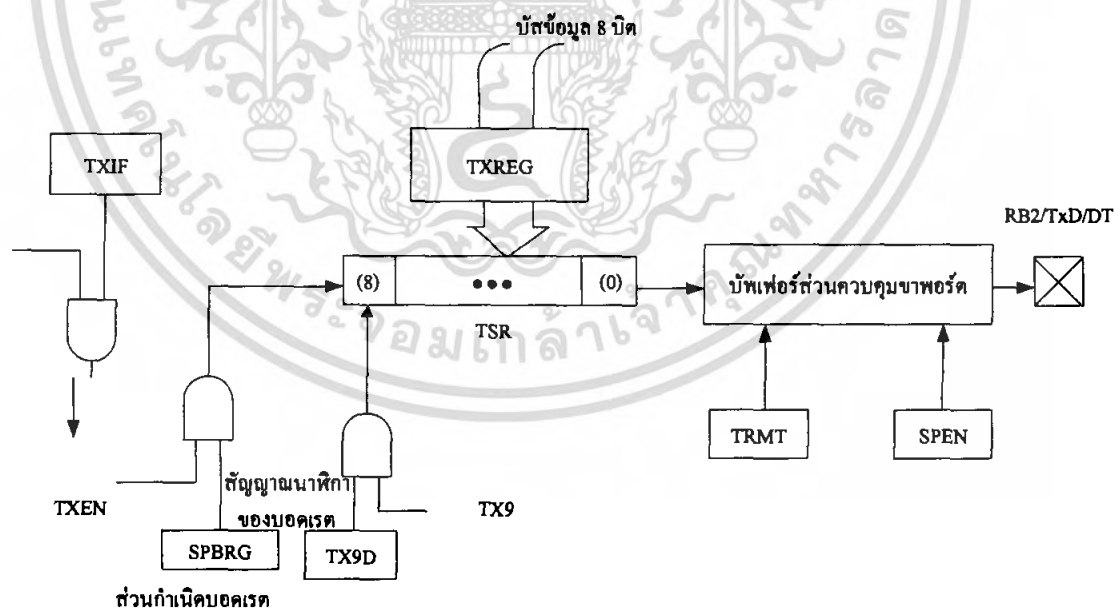 บัสข้อมูล 8 บิต
TXIF
TXREG
RB2/TxD/DT
(8) ••• (0)
บัฟเฟอร์ส่วนควบคุมขาพอร์ต
TSR
TRMT
SPEN
TXEN
สัญญาณนาฬิกา
ของบอดเรต
TX9
SPBRG
TX9D
ส่วนกำเนิดบอดเรต